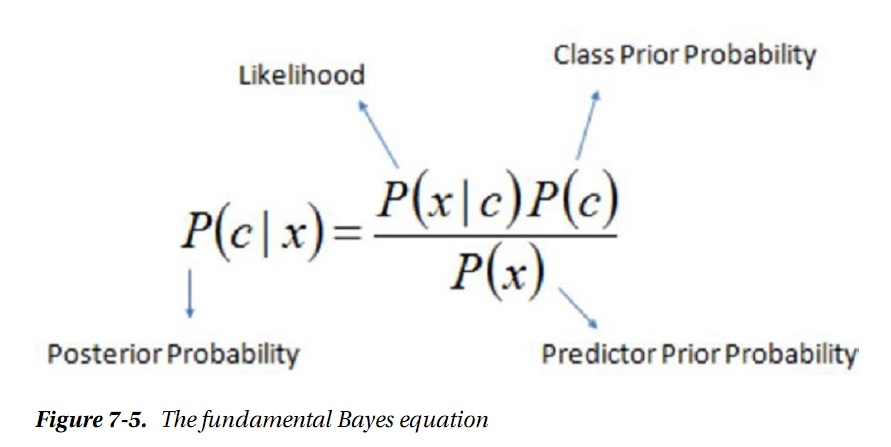 Likelihood
Class Prior Probability
P(c|x) = P(x|c)P(c) / P(x)
Posterior Probability
Predictor Prior Probability
Figure 7-5. The fundamental Bayes equation